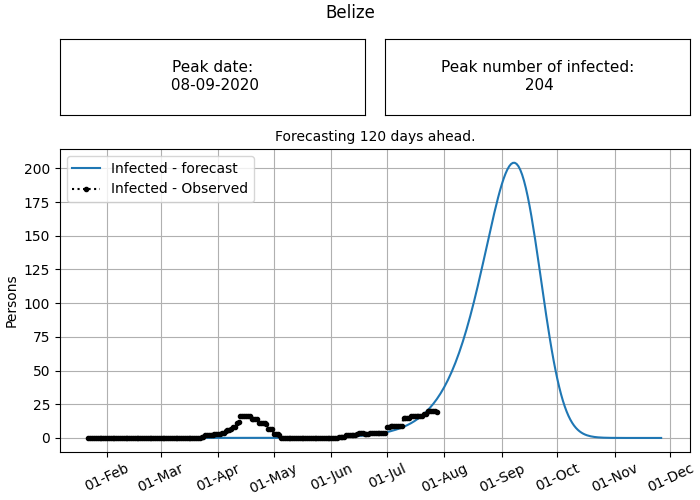 Belize
Peak date:
08-09-2020
Peak number of infected:
204
Forecasting 120 days ahead.
Infected - forecast
Infected - Observed
Persons
200
175
150
125
100
75
50
25
0
01-Feb
01-Mar
01-Apr
01-May
01-Jun
01-Jul
01-Aug
01-Sep
01-Oct
01-Nov
01-Dec